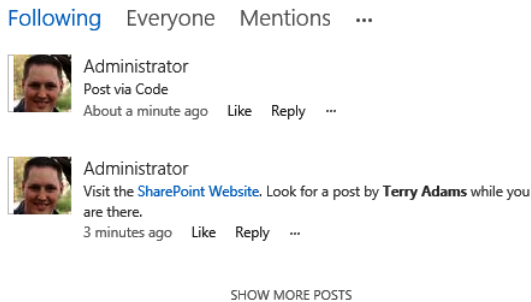 Following Everyone Mentions ...
Administrator
Post via Code
About a minute ago Like Reply ...
Administrator
Visit the SharePoint Website. Look for a post by Terry Adams while you
are there.
3 minutes ago Like Reply ...
SHOW MORE POSTS